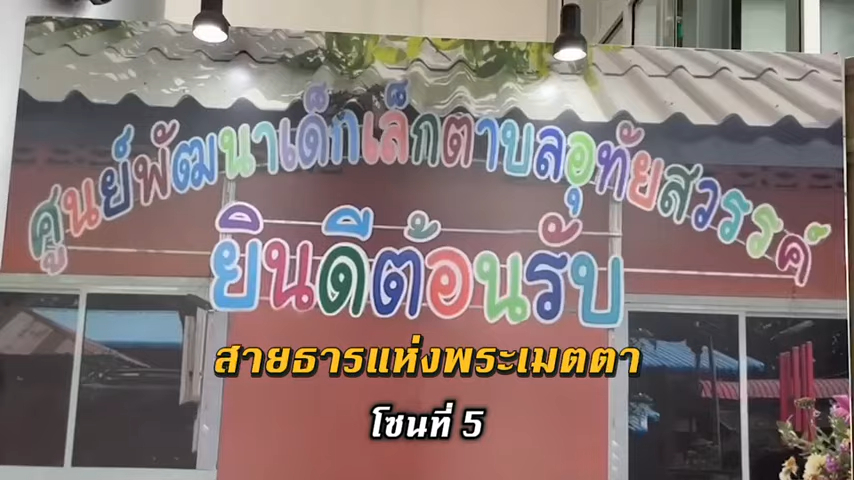 ศูนย์พัฒนาเด็กเล็กตาบลอุทัยสวรรค์
ยินดีต้อนรับ
สายธารแห่งพระเมตตา
โซนที่ 5